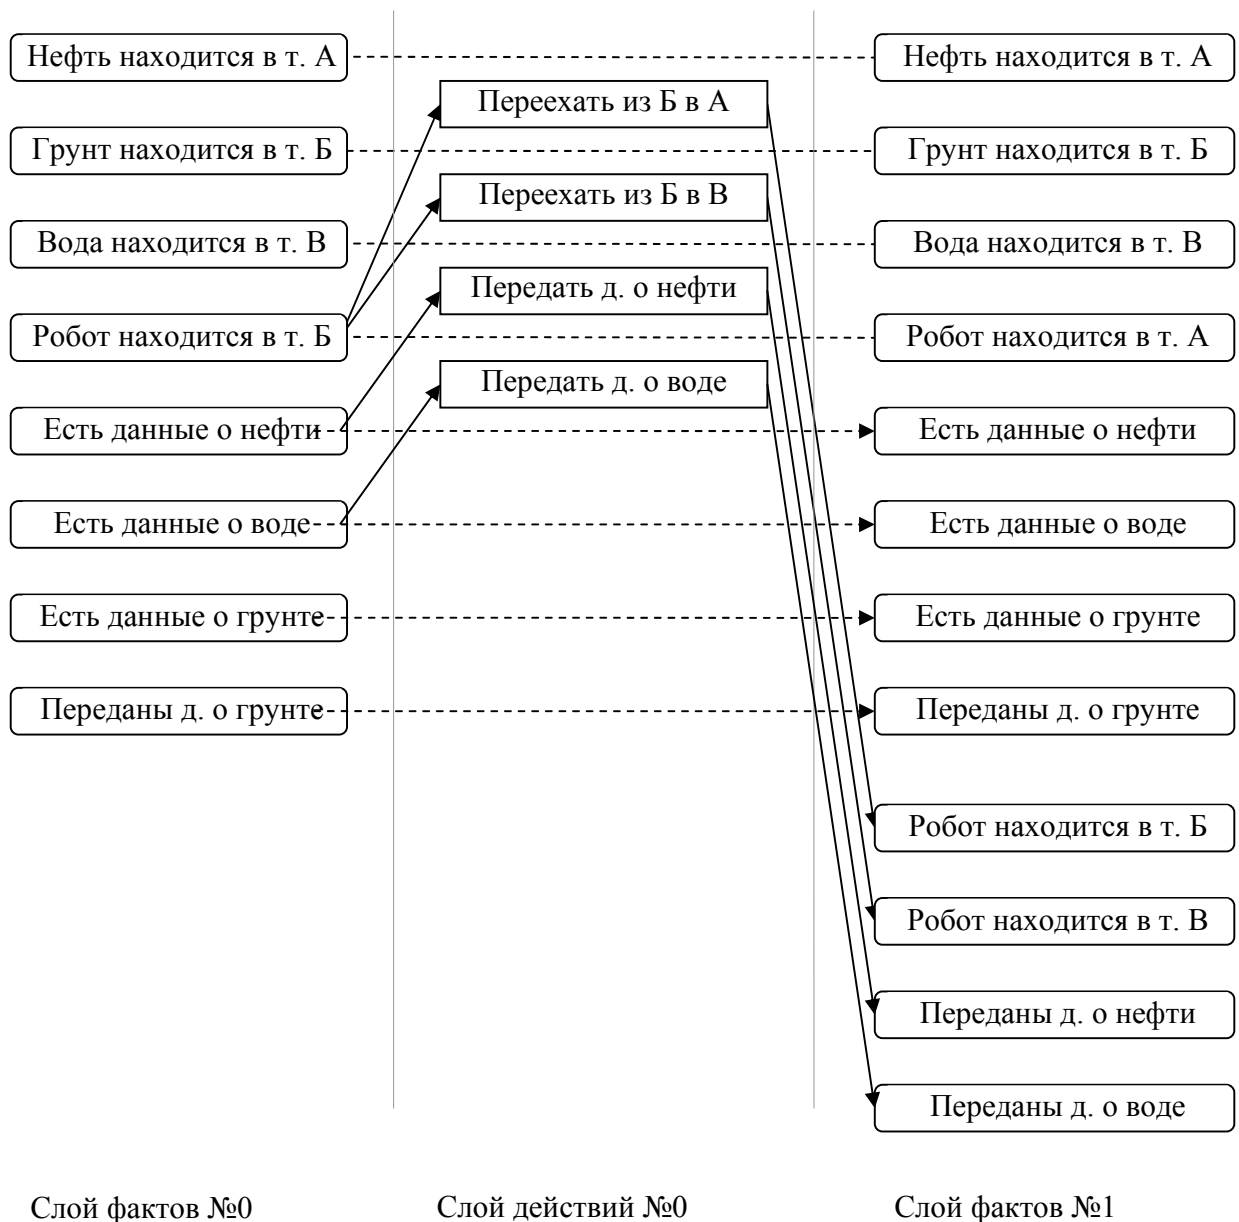 Нефть находится в т. А
Грунт находится в т. Б
Вода находится в т. В
Робот находится в т. Б
Есть данные о нефти
Есть данные о воде
Есть данные о грунте
Переданы д. о грунте
Слой фактов №0
Переехать из Б в А
Переехать из Б в В
Передать д. о нефти
Передать д. о воде
Слой действий №0
Нефть находится в т. А
Грунт находится в т. Б
Вода находится в т. В
Робот находится в т. А
Есть данные о нефти
Есть данные о воде
Есть данные о грунте
Переданы д. о грунте
Робот находится в т. Б
Робот находится в т. В
Переданы д. о нефти
Переданы д. о воде
Слой фактов №1